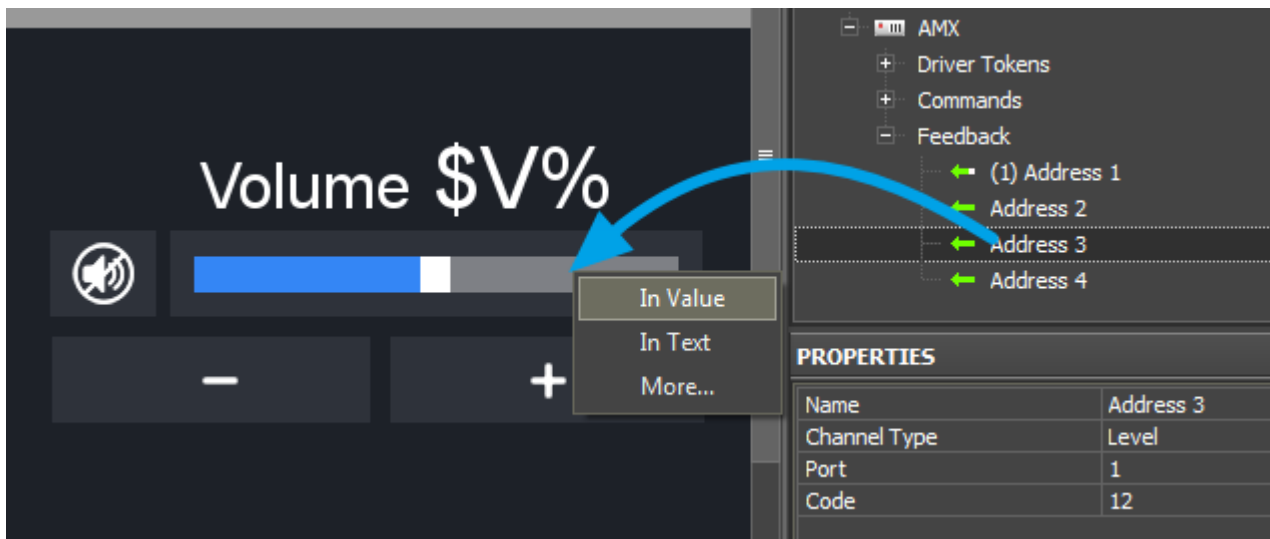 Volume $V%
−
+
In Value
In Text
More...
AMX
Driver Tokens
Commands
Feedback
(1) Address 1
Address 2
Address 3
Address 4
PROPERTIES
Name Address 3
Channel Type Level
Port 1
Code 12